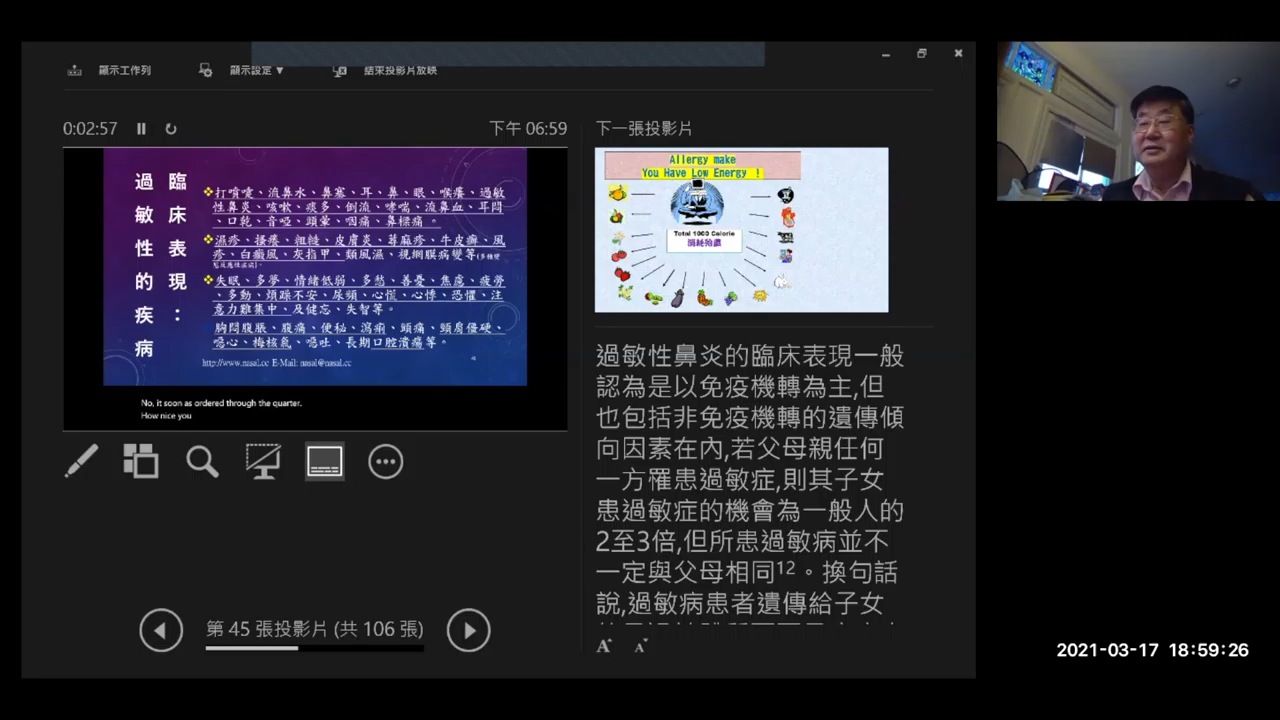 顯示工作列
顯示設定 ▼
結束投影片放映
0:02:57
下午 06:59
下一張投影片
臨床表現：
過敏性的疾病
❖打噴嚏、流鼻水、鼻塞、耳、鼻、眼、喉癢、過敏
性鼻炎、咳嗽、痰多、倒流、哮喘、流鼻血、耳悶
、口乾、音啞、頭暈、咽痛、鼻樑痛。
❖濕疹、搔癢、粗糙、皮膚炎、蕁麻疹、牛皮癬、風
疹、白癜風、灰指甲、類風濕、視網膜病變等
❖失眠、多夢、情緒低弱、多愁、善憂、焦慮、疲勞
、多動、煩躁不安、尿頻、心慌、心悸、恐懼、注
意力難集中、及健忘、失智等。
胸悶腹脹、腹痛、便秘、瀉痢、頭痛、頸肩僵硬、
噁心、梅核氣、嘔吐、長期口腔潰瘍等。
http://www.nasal.cc E-Mail: nasal@nasal.cc
No, it soon as ordered through the quarter.
How nice you
Allergy make
You Have Low Energy !
Total 1000 Calorie
消耗殆盡
過敏性鼻炎的臨床表現一般
認為是以免疫機轉為主,但
也包括非免疫機轉的遺傳傾
向因素在內,若父母親任何
一方罹患過敏症,則其子女
患過敏症的機會為一般人的
2至3倍,但所患過敏病並不
一定與父母相同12。換句話
說,過敏病患者遺傳給子女
第 45 張投影片 (共 106 張)
2021-03-17 18:59:26